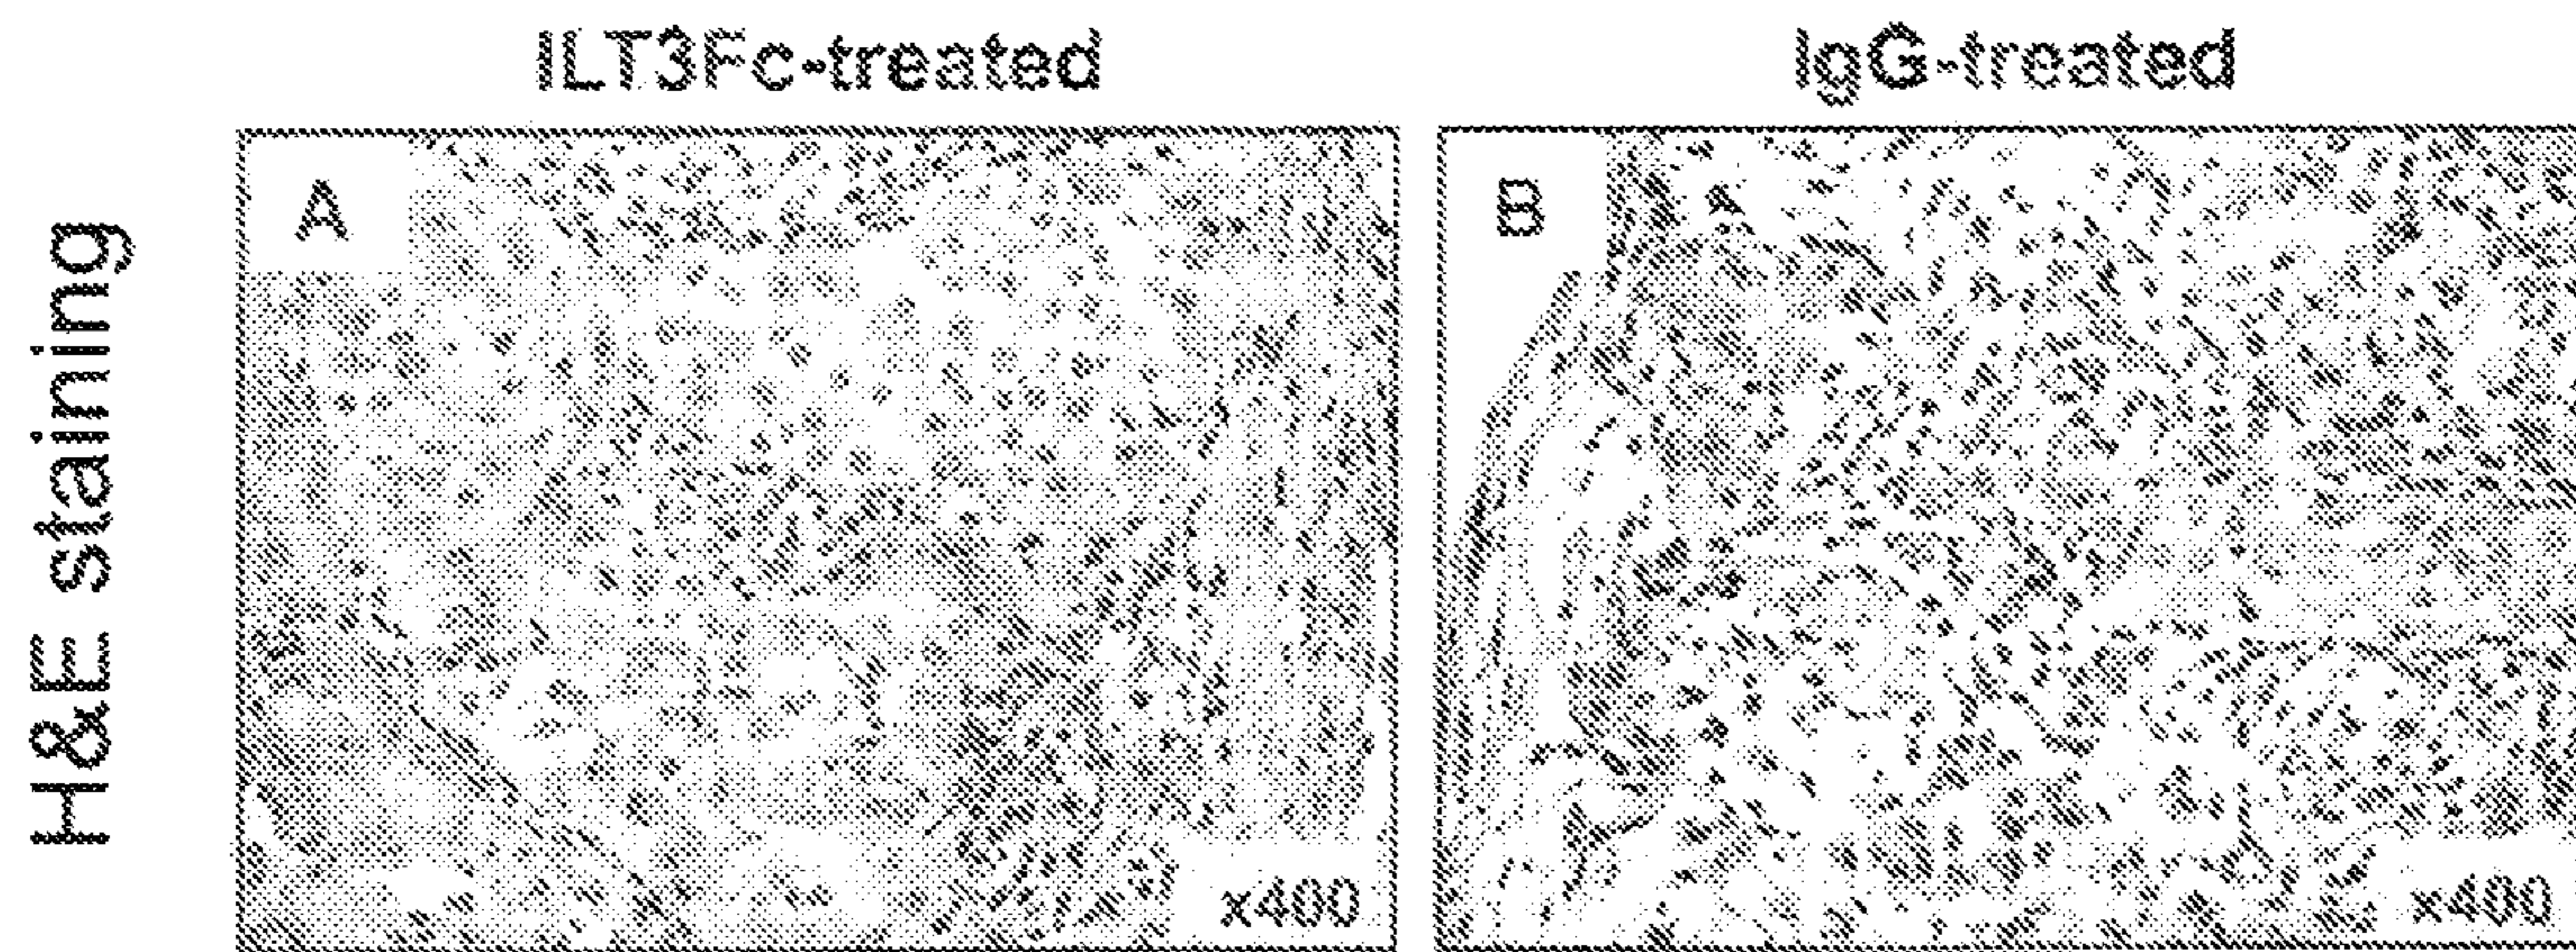 ILT3Fc-treated
IgG-treated
H&E staining
A
B
x400
x400